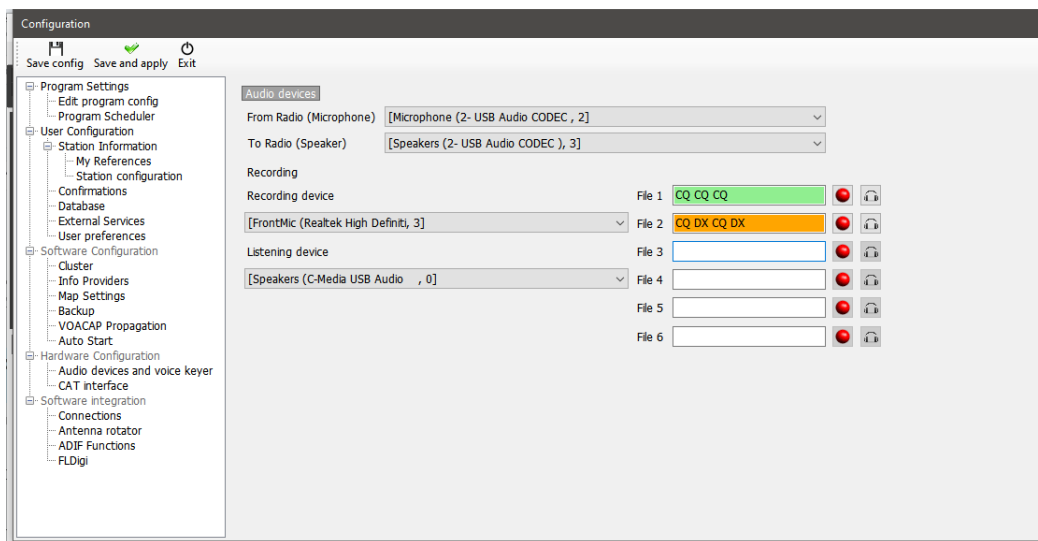 Configuration
Save config Save and apply Exit
Program Settings
Edit program config
Program Scheduler
User Configuration
Station Information
My References
Station configuration
Confirmations
Database
External Services
User preferences
Software Configuration
Cluster
Info Providers
Map Settings
Backup
VOACAP Propagation
Auto Start
Hardware Configuration
Audio devices and voice keyer
CAT interface
Software integration
Connections
Antenna rotator
ADIF Functions
FLDigi
Audio devices
From Radio (Microphone) [Microphone (2- USB Audio CODEC , 2]
To Radio (Speaker) [Speakers (2- USB Audio CODEC ), 3]
Recording
Recording device
[FrontMic (Realtek High Definiti, 3]
Listening device
[Speakers (C-Media USB Audio , 0]
File 1 CQ CQ CQ
File 2 CQ DX CQ DX
File 3
File 4
File 5
File 6